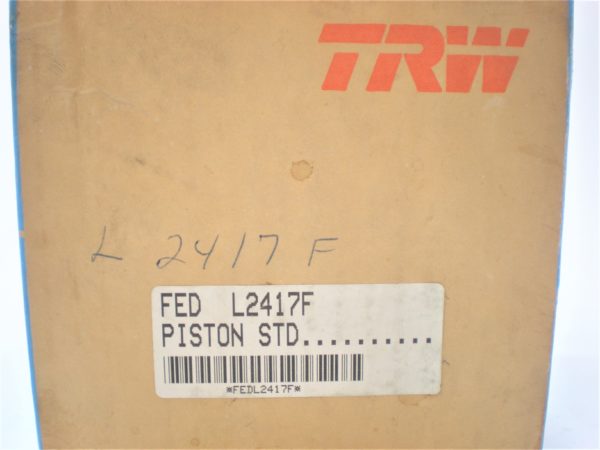 TRW
L 2417 F
FED L2417F
PISTON STD..........
*FEDL2417F*